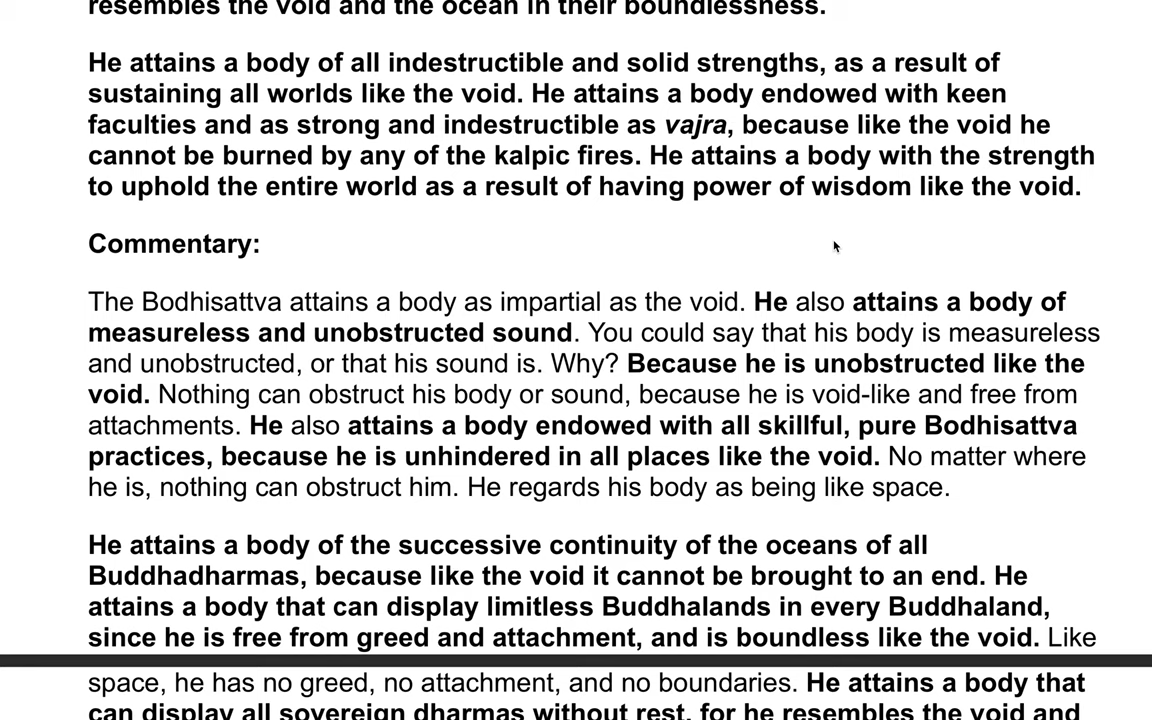 resembles the void and the ocean in their boundlessness.
He attains a body of all indestructible and solid strengths, as a result of
sustaining all worlds like the void. He attains a body endowed with keen
faculties and as strong and indestructible as vajra, because like the void he
cannot be burned by any of the kalpic fires. He attains a body with the strength
to uphold the entire world as a result of having power of wisdom like the void.
Commentary:
The Bodhisattva attains a body as impartial as the void. He also attains a body of
measureless and unobstructed sound. You could say that his body is measureless
and unobstructed, or that his sound is. Why? Because he is unobstructed like the
void. Nothing can obstruct his body or sound, because he is void-like and free from
attachments. He also attains a body endowed with all skillful, pure Bodhisattva
practices, because he is unhindered in all places like the void. No matter where
he is, nothing can obstruct him. He regards his body as being like space.
He attains a body of the successive continuity of the oceans of all
Buddhadharmas, because like the void it cannot be brought to an end. He
attains a body that can display limitless Buddhalands in every Buddhaland,
since he is free from greed and attachment, and is boundless like the void. Like
space, he has no greed, no attachment, and no boundaries. He attains a body that
can display all sovereign dharmas without rest, for he resembles the void and